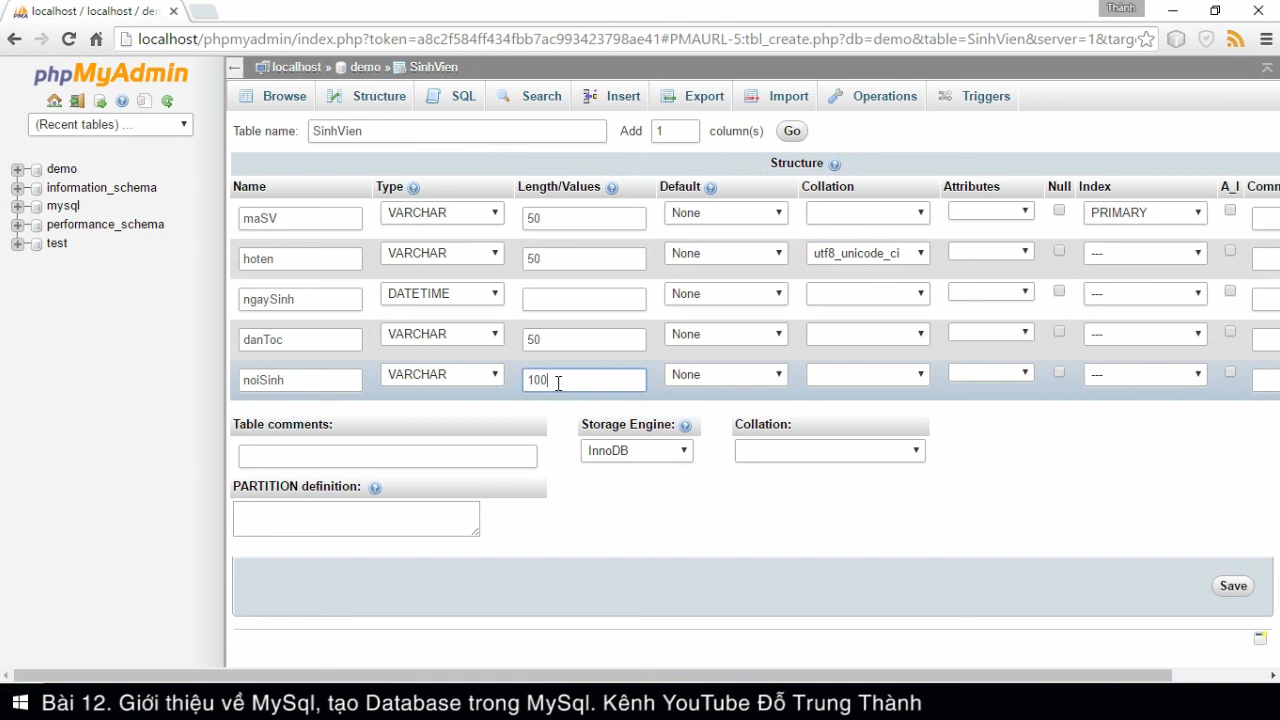 localhost / localhost / den
Thành
localhost/phpmyadmin/index.php?token=a8c2f584ff434fbb7ac993423798ae41#PMAURL-5:tbl_create.php?db=demo&table=SinhVien&server=1&targ
phpMyAdmin
localhost » demo » SinhVien
Browse Structure SQL Search Insert Export Import Operations Triggers
(Recent tables) ...
Table name: SinhVien Add 1 column(s) Go
Structure
demo
information_schema
mysql
performance_schema
test
Name Type Length/Values Default Collation Attributes Null Index A_I Comm
maSV VARCHAR 50 None PRIMARY
hoten VARCHAR 50 None utf8_unicode_ci ---
ngaySinh DATETIME None ---
danToc VARCHAR 50 None ---
noiSinh VARCHAR 100 None ---
Table comments: Storage Engine: Collation:
InnoDB
PARTITION definition:
Save
Bài 12. Giới thiệu về MySql, tạo Database trong MySql. Kênh YouTube Đỗ Trung Thành